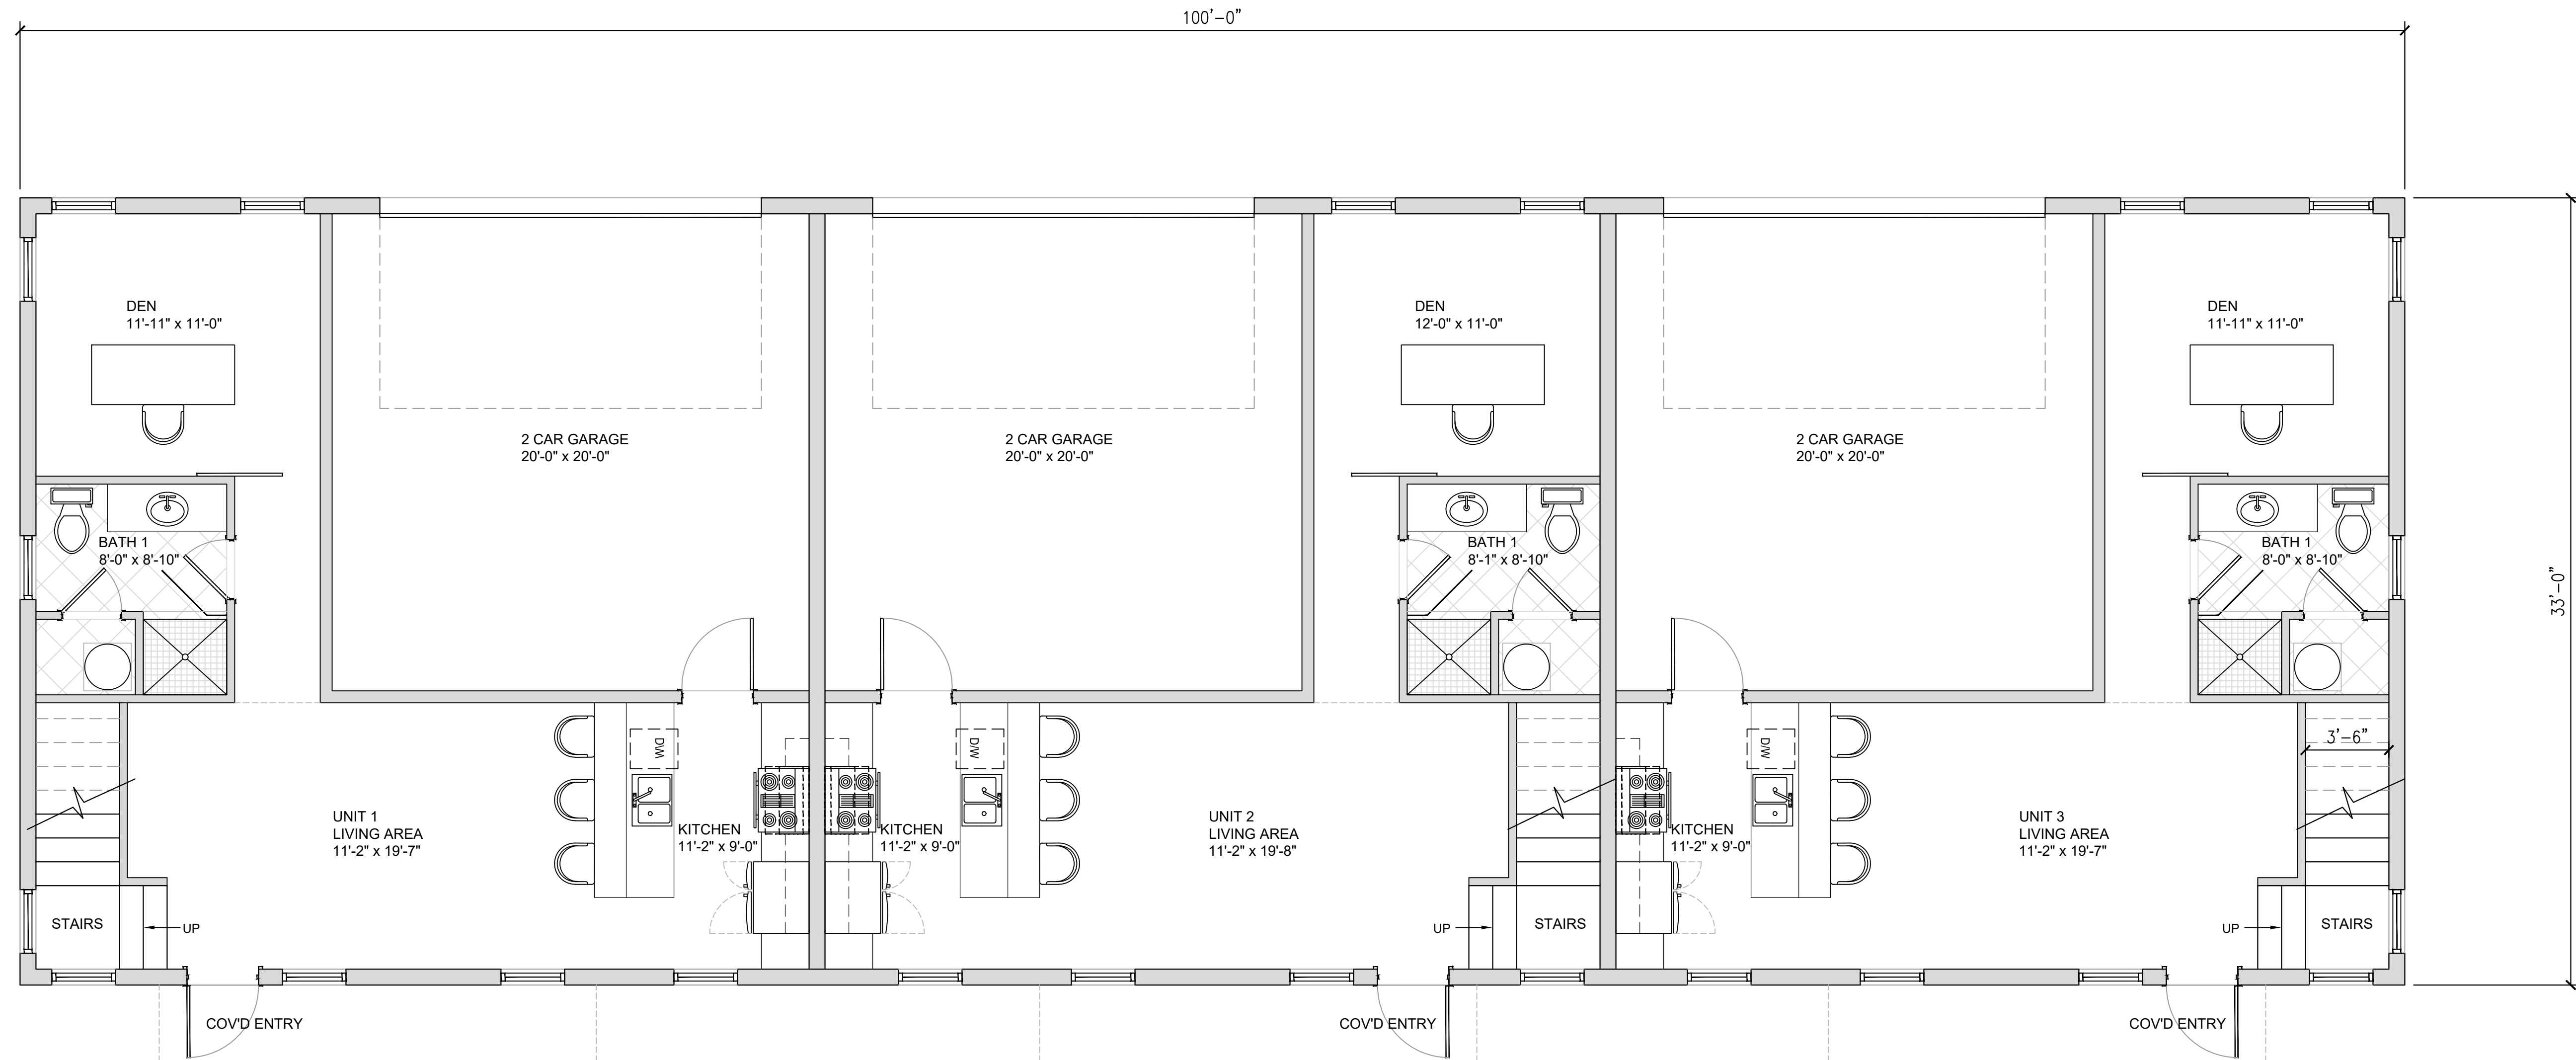 100'-0"
DEN
11'-11" x 11'-0"
DEN
12'-0" x 11'-0"
DEN
11'-11" x 11'-0"
2 CAR GARAGE
20'-0" x 20'-0"
2 CAR GARAGE
20'-0" x 20'-0"
2 CAR GARAGE
20'-0" x 20'-0"
BATH 1
8'-0" x 8'-10"
BATH 1
8'-1" x 8'-10"
BATH 1
8'-0" x 8'-10"
33'-0"
D/W
D/W
D/W
3'-6"
UNIT 1
LIVING AREA
11'-2" x 19'-7"
KITCHEN
11'-2" x 9'-0"
KITCHEN
11'-2" x 9'-0"
UNIT 2
LIVING AREA
11'-2" x 19'-8"
KITCHEN
11'-2" x 9'-0"
UNIT 3
LIVING AREA
11'-2" x 19'-7"
STAIRS
UP
UP
STAIRS
UP
STAIRS
COV'D ENTRY
COV'D ENTRY
COV'D ENTRY